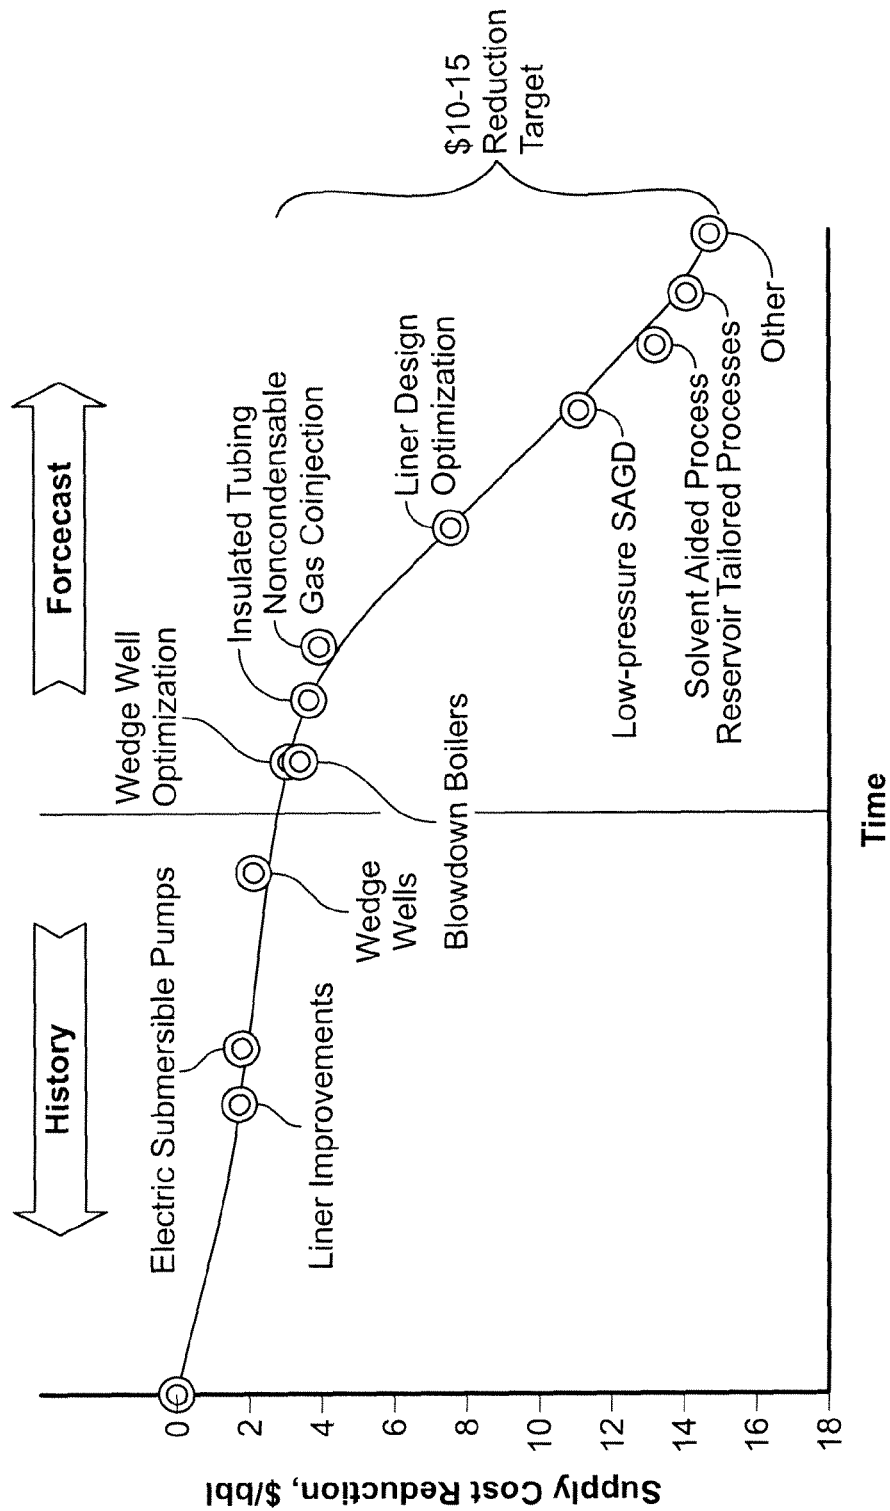 History
Forcecast
Electric Submersible Pumps
Wedge Well
Optimization
Insulated Tubing
Noncondensable
Gas Coinjection
Liner Design
Optimization
$10-15
Reduction
Target
Liner Improvements
Wedge
Wells
Blowdown Boilers
Low-pressure SAGD
Solvent Aided Process
Reservoir Tailored Processes
Other
Supply Cost Reduction, $/bbl
0
2
4
6
8
10
12
14
16
18
Time